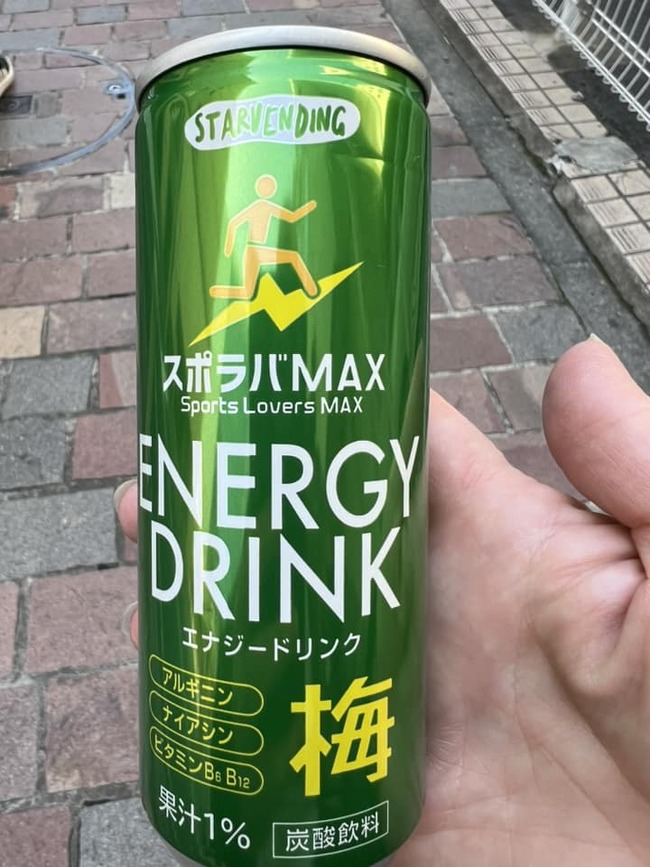 STARVENDING
スポラバMAX
Sports Lovers MAX
ENERGY
DRINK
エナジードリンク
アルギニン
ナイアシン
ビタミンB6 B12
梅
果汁1%
炭酸飲料